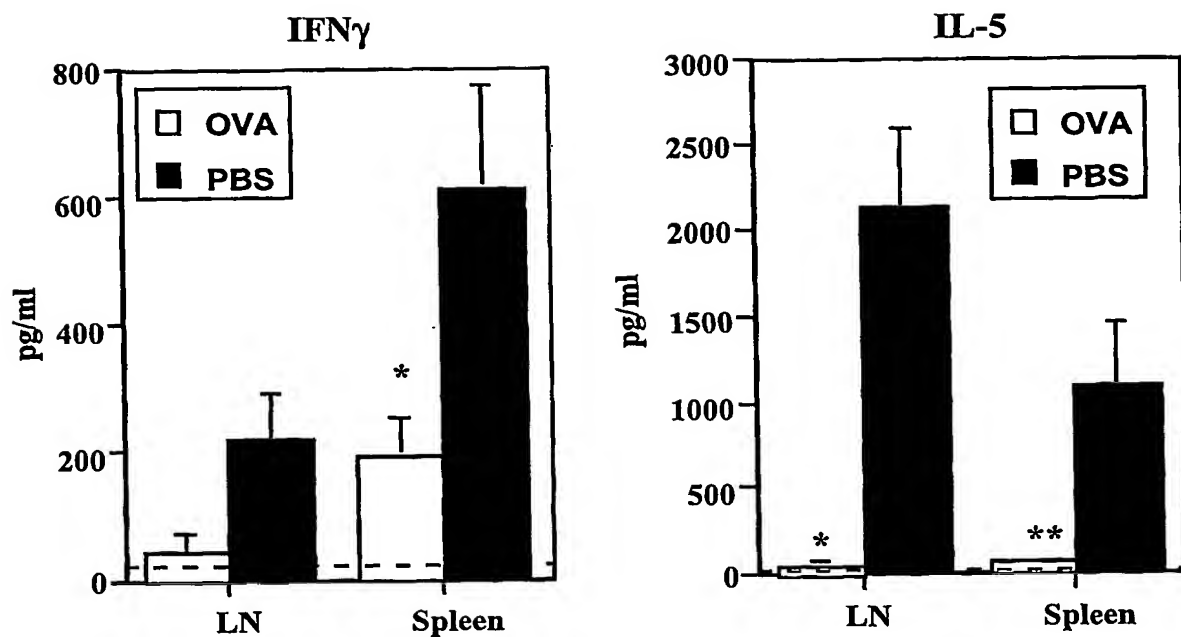 IFNγ
800
600
400
200
0
pg/ml
OVA
PBS
*
LN
Spleen
IL-5
3000
2500
2000
1500
1000
500
0
pg/ml
OVA
PBS
*
**
LN
Spleen